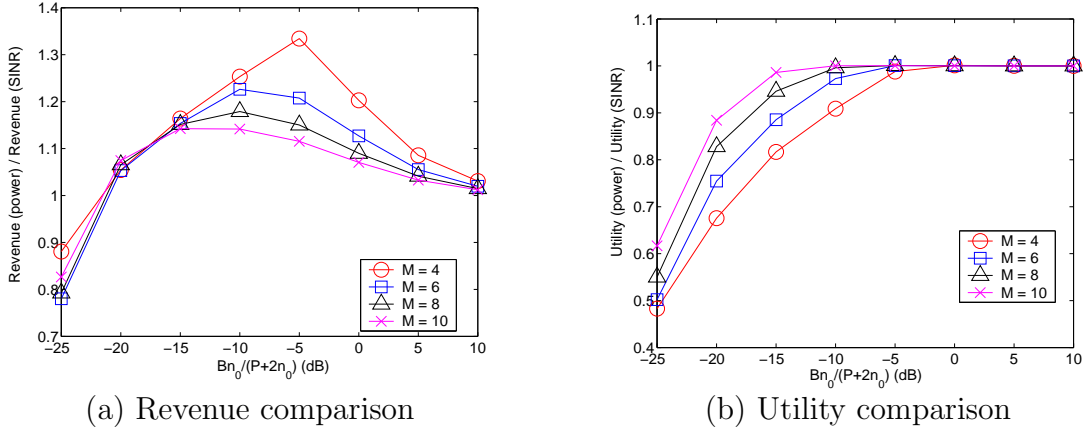 1.4
1.3
1.2
1.1
1
0.9
0.8
0.7
Revenue (power) / Revenue (SINR)
−25 −20 −15 −10 −5 0 5 10
Bn0/(P+2n0) (dB)
M = 4
M = 6
M = 8
M = 10
(a) Revenue comparison
1.1
1
0.9
0.8
0.7
0.6
0.5
0.4
Utility (power) / Utility (SINR)
−25 −20 −15 −10 −5 0 5 10
Bn0/(P+2n0) (dB)
M = 4
M = 6
M = 8
M = 10
(b) Utility comparison